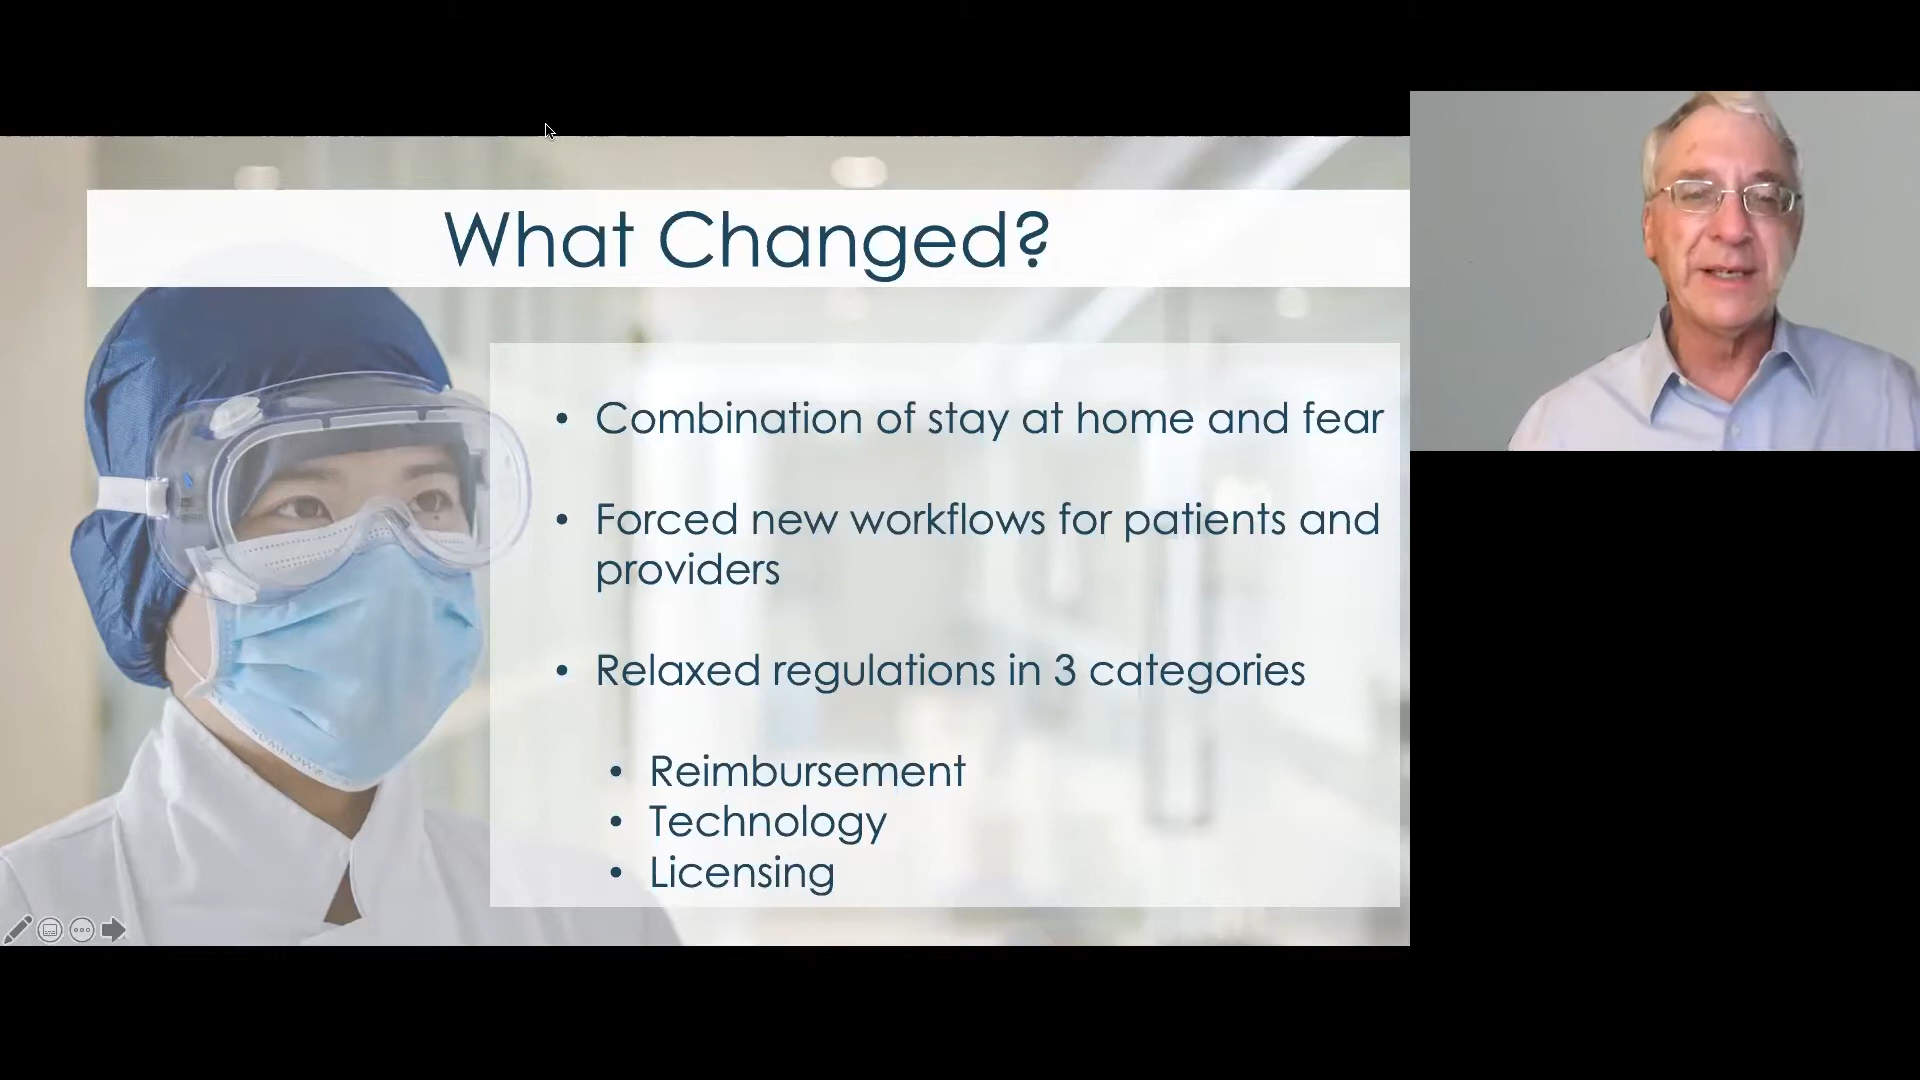 What Changed?
• Combination of stay at home and fear
• Forced new workflows for patients and
providers
• Relaxed regulations in 3 categories
• Reimbursement
• Technology
• Licensing